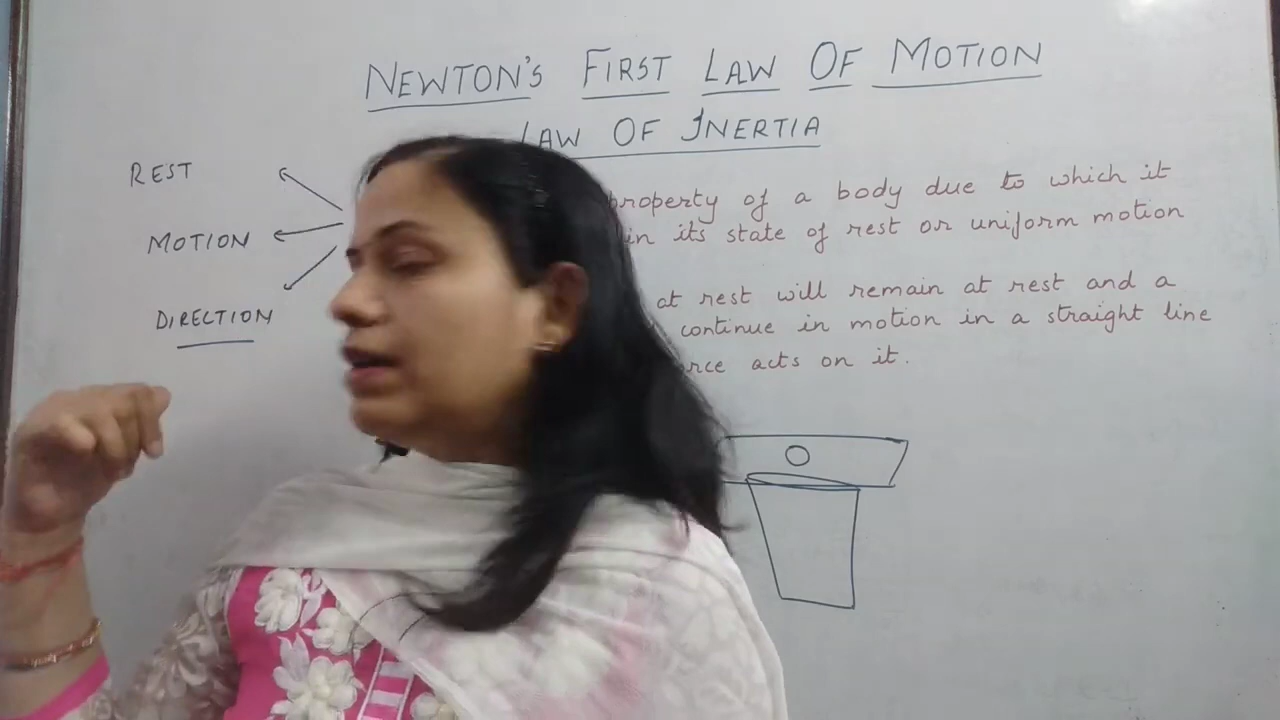 NEWTON'S FIRST LAW OF MOTION
LAW OF INERTIA
REST
MOTION
DIRECTION
property of a body due to which it
its state of rest or uniform motion
at rest will remain at rest and a
continue in motion in a straight line
acts on it.